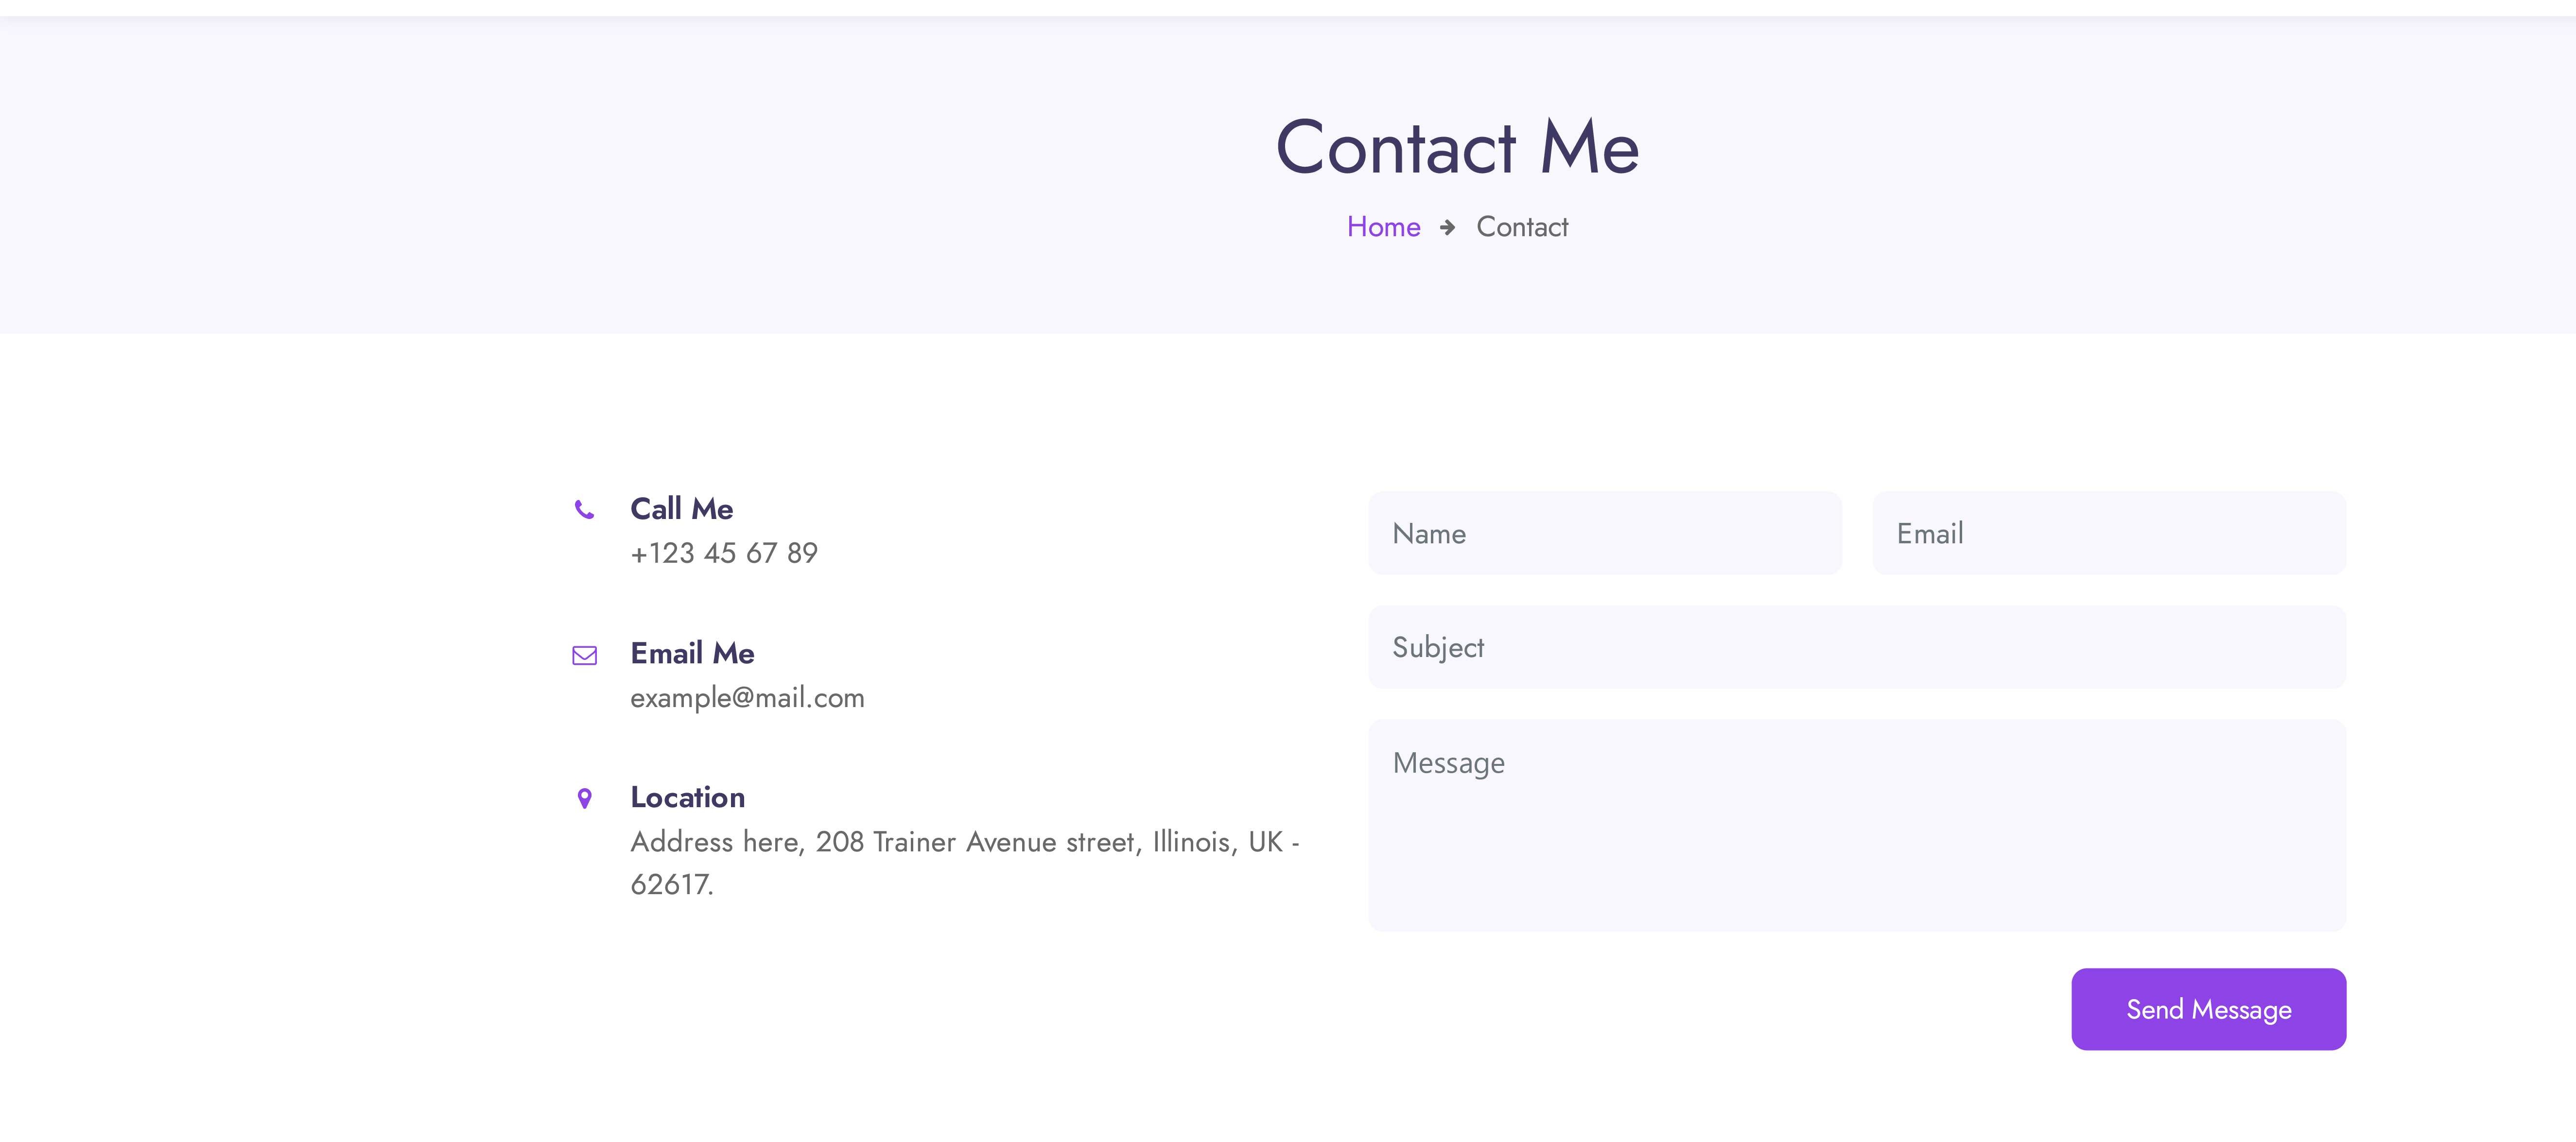 Contact Me
Home → Contact
Call Me
+123 45 67 89
Email Me
example@mail.com
Location
Address here, 208 Trainer Avenue street, Illinois, UK -
62617.
Name
Email
Subject
Message
Send Message